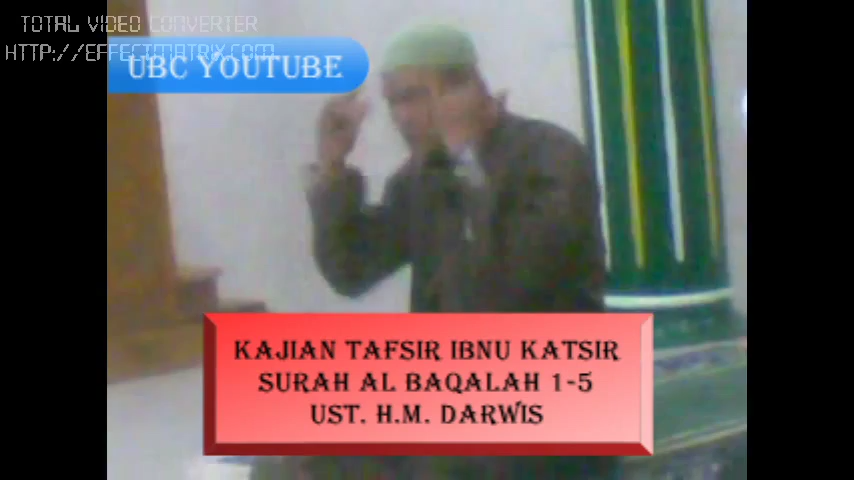 TOTAL VIDEO CONVERTER
HTTP://EFFECTMATRIX.COM
UBC YOUTUBE
KAJIAN TAFSIR IBNU KATSIR
SURAH AL BAQALAH 1-5
UST. H.M. DARWIS